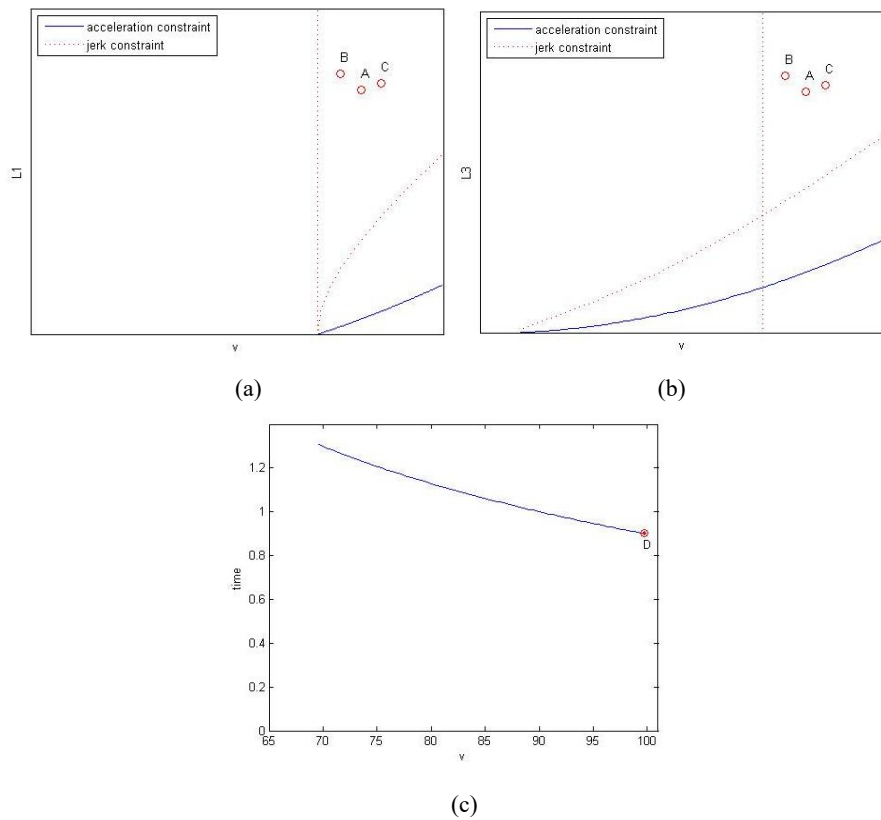 acceleration constraint
jerk constraint
B
A
C
L1
v
(a)
acceleration constraint
jerk constraint
B
A
C
L3
v
(b)
1.2
1
0.8
0.6
0.4
0.2
0
time
D
65 70 75 80 85 90 95 100
v
(c)